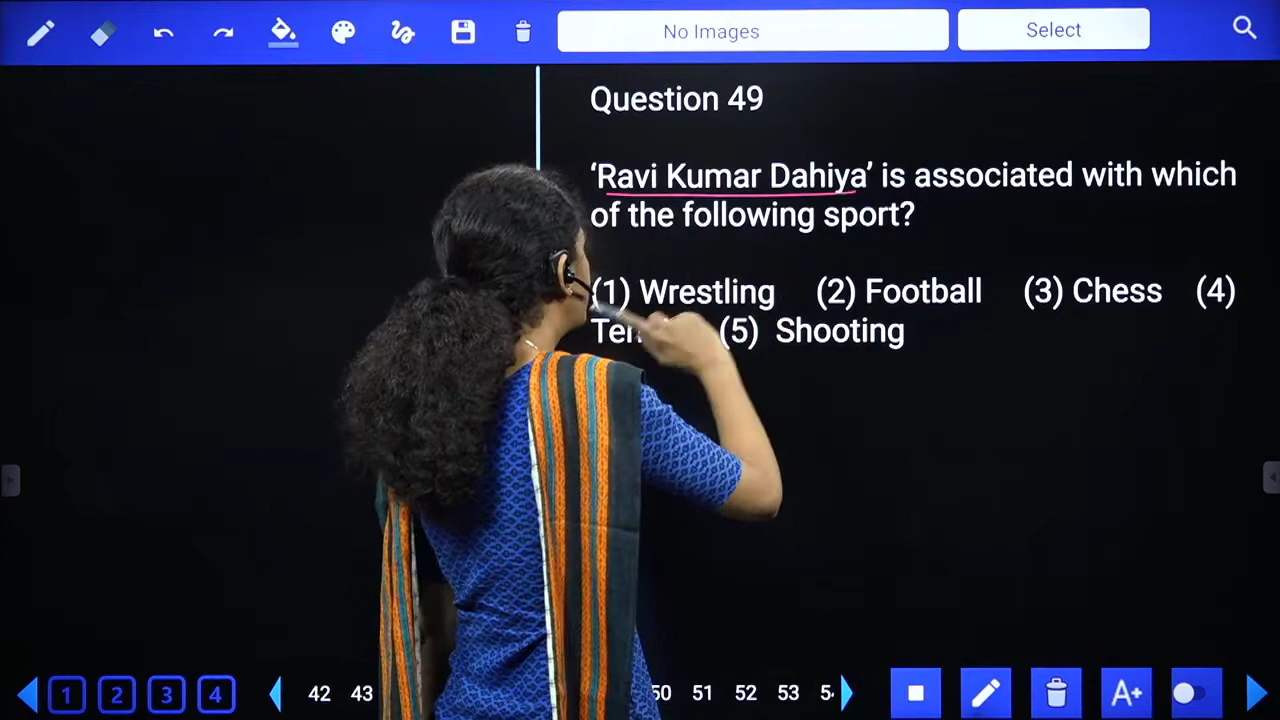 No Images
Select
Question 49
‘Ravi Kumar Dahiya’ is associated with which
of the following sport?
(1) Wrestling (2) Football (3) Chess (4)
(5) Shooting
1 2 3 4 42 43 50 51 52 53 A+